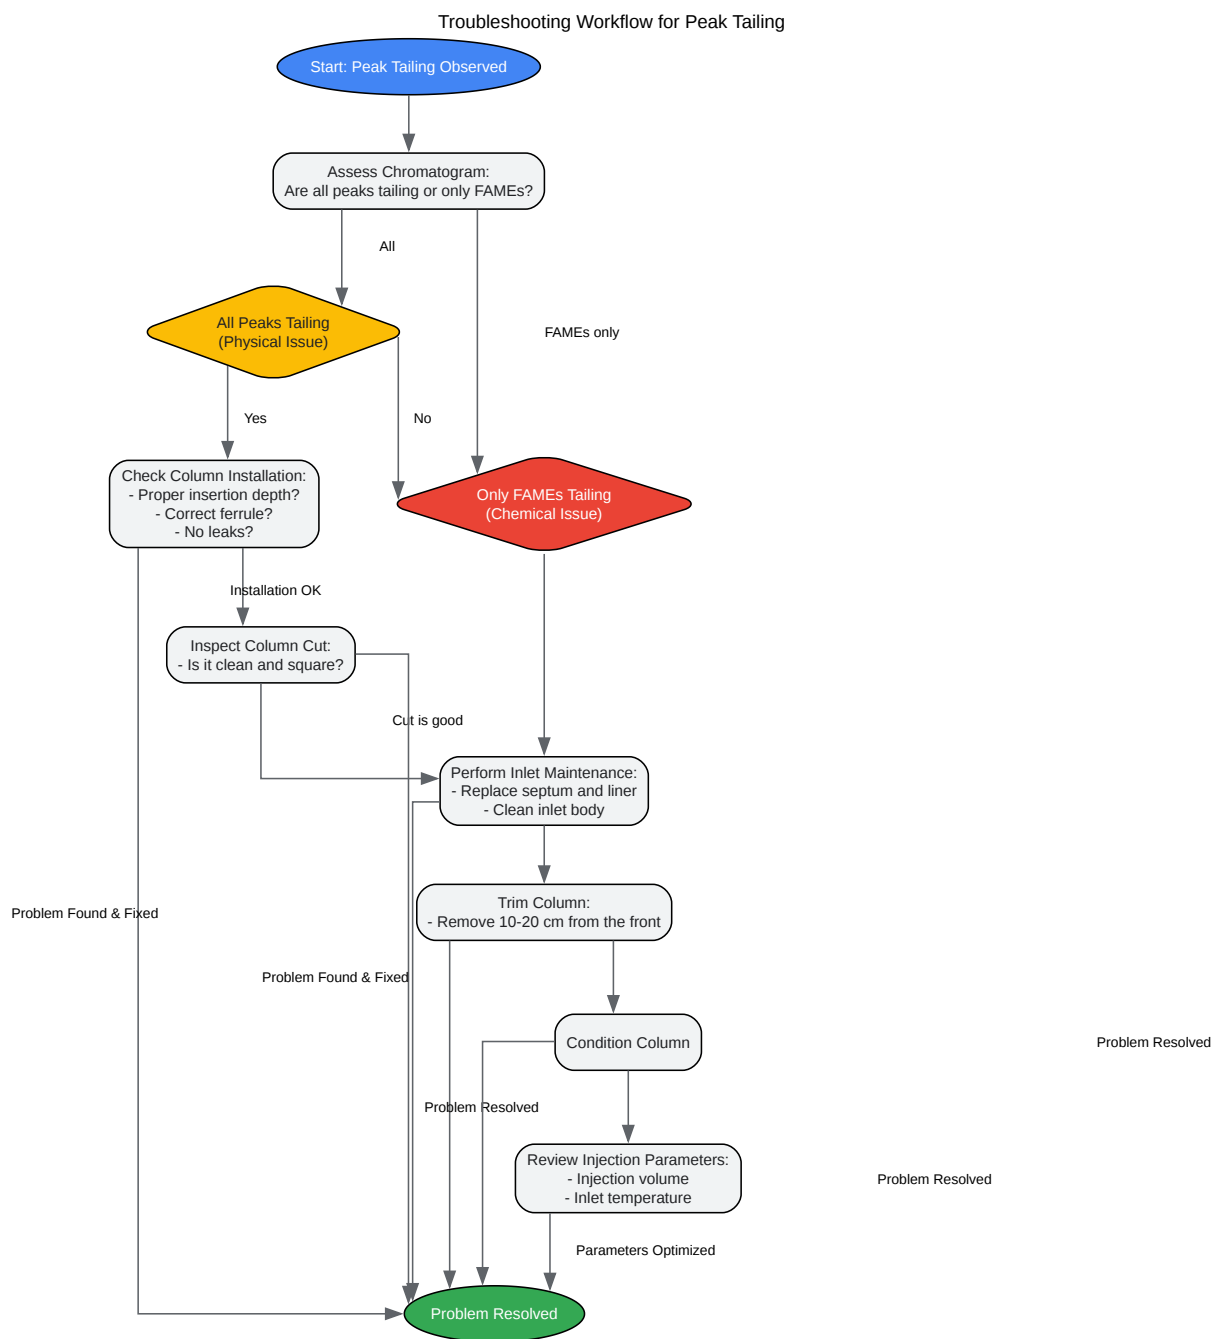 Troubleshooting Workflow for Peak Tailing
Start: Peak Tailing Observed
Assess Chromatogram:
Are all peaks tailing or only FAMEs?
All
All Peaks Tailing
(Physical Issue)
FAMEs only
Yes
No
Check Column Installation:
- Proper insertion depth?
- Correct ferrule?
- No leaks?
Only FAMEs Tailing
(Chemical Issue)
Installation OK
Inspect Column Cut:
- Is it clean and square?
Cut is good
Perform Inlet Maintenance:
- Replace septum and liner
- Clean inlet body
Trim Column:
- Remove 10-20 cm from the front
Problem Found & Fixed
Problem Found & Fixed
Condition Column
Problem Resolved
Problem Resolved
Review Injection Parameters:
- Injection volume
- Inlet temperature
Problem Resolved
Parameters Optimized
Problem Resolved